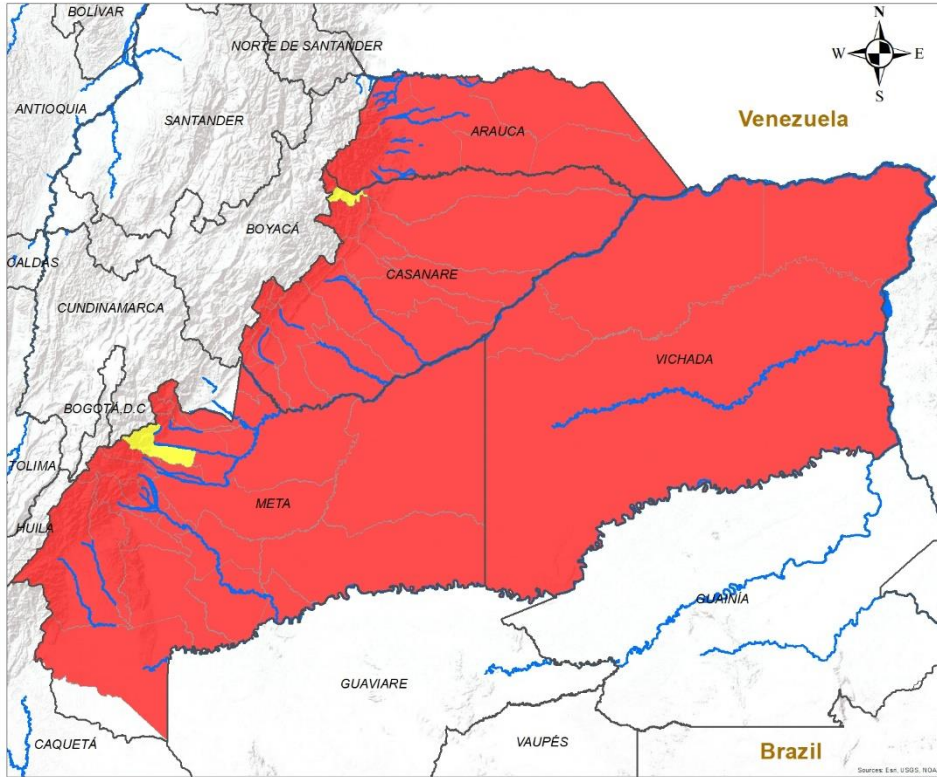 BOLÍVAR
N
NORTE DE SANTANDER
W E
S
ANTIOQUIA
SANTANDER
ARAUCA
Venezuela
BOYACÁ
CALDAS
CASANARE
CUNDINAMARCA
VICHADA
BOGOTÁ,D.C
TOLIMA
META
HUILA
GUAINÍA
GUAVIARE
CAQUETÁ
VAUPÉS
Brazil
Sources: Esri, USGS, NOAA